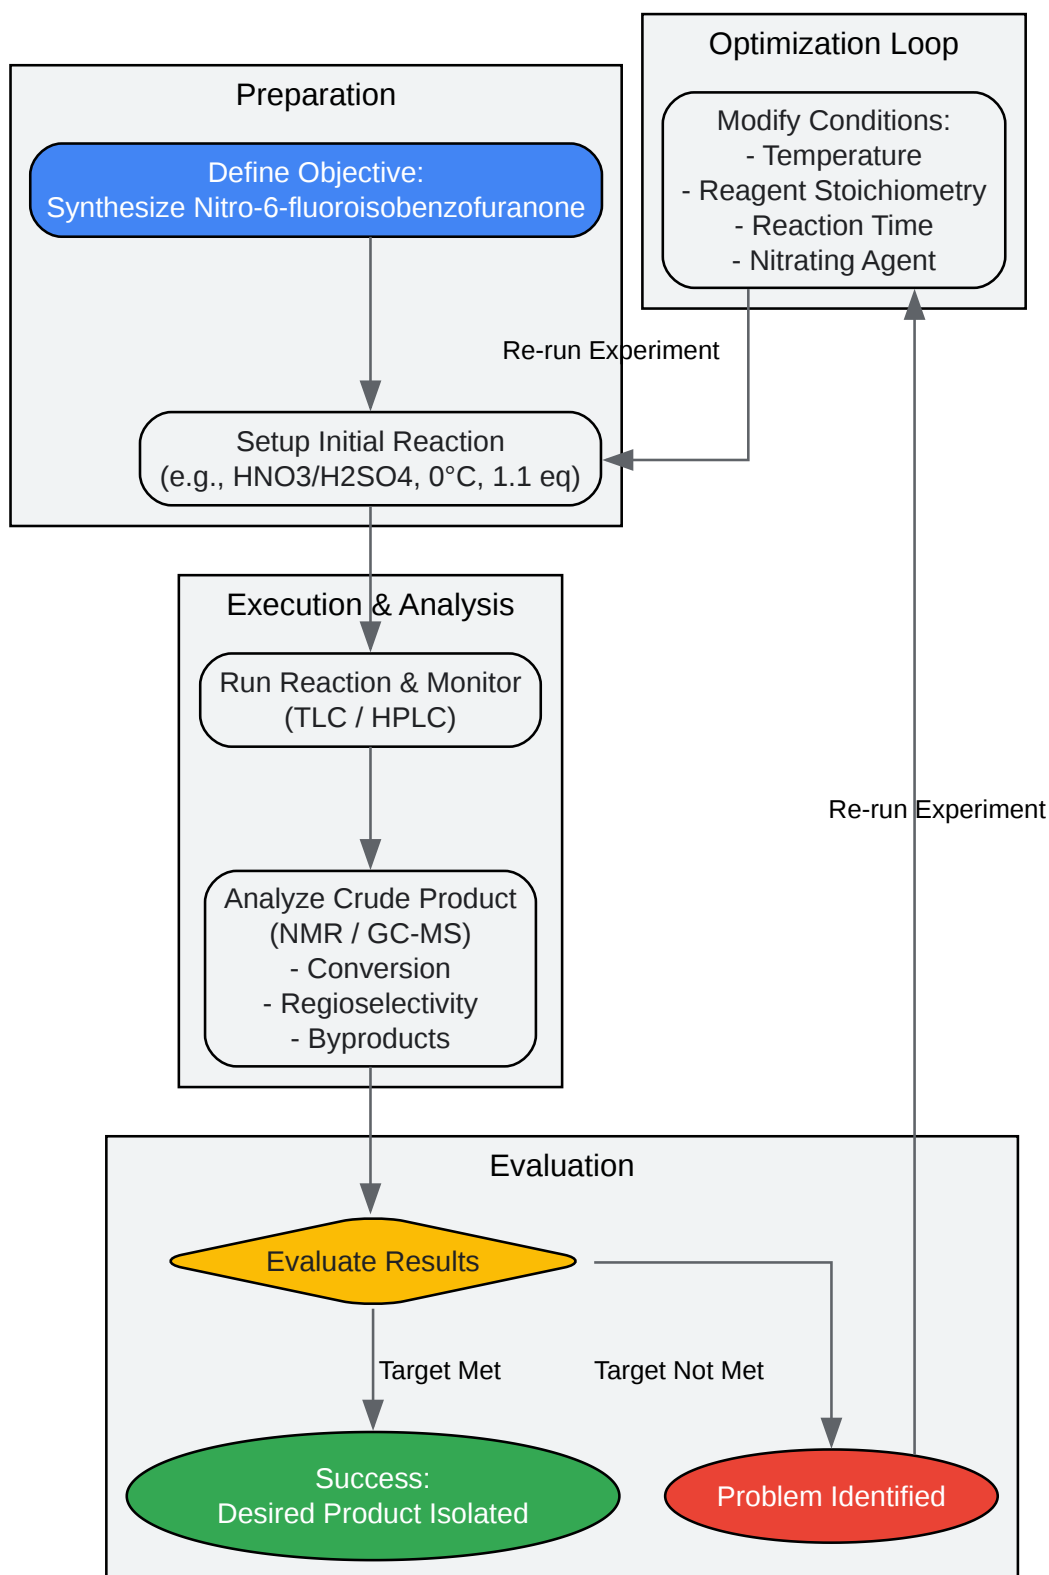 Optimization Loop
Modify Conditions:
- Temperature
- Reagent Stoichiometry
- Reaction Time
- Nitrating Agent
Preparation
Define Objective:
Synthesize Nitro-6-fluoroisobenzofuranone
Re-run Experiment
Setup Initial Reaction
(e.g., HNO3/H2SO4, 0°C, 1.1 eq)
Execution & Analysis
Run Reaction & Monitor
(TLC / HPLC)
Re-run Experiment
Analyze Crude Product
(NMR / GC-MS)
- Conversion
- Regioselectivity
- Byproducts
Evaluation
Evaluate Results
Target Met
Target Not Met
Success:
Desired Product Isolated
Problem Identified